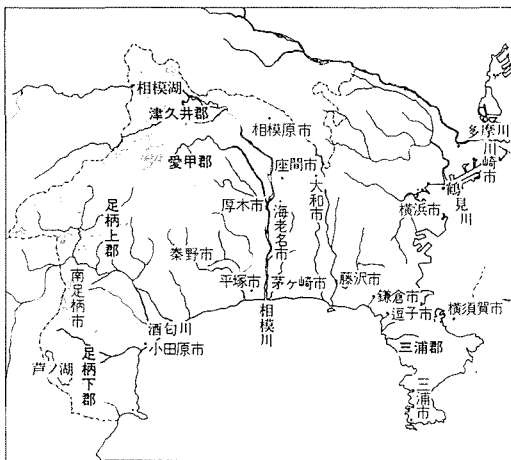 相模湖
津久井郡
相模原市
多摩川
川崎市
愛甲郡
座間市
大和市
鶴見川
横浜市
厚木市
海老名市
足柄上郡
秦野市
南足柄市
平塚市
茅ヶ崎市
藤沢市
鎌倉市
逗子市
横須賀市
酒匂川
小田原市
相模川
芦ノ湖
足柄下郡
三浦郡
三浦市